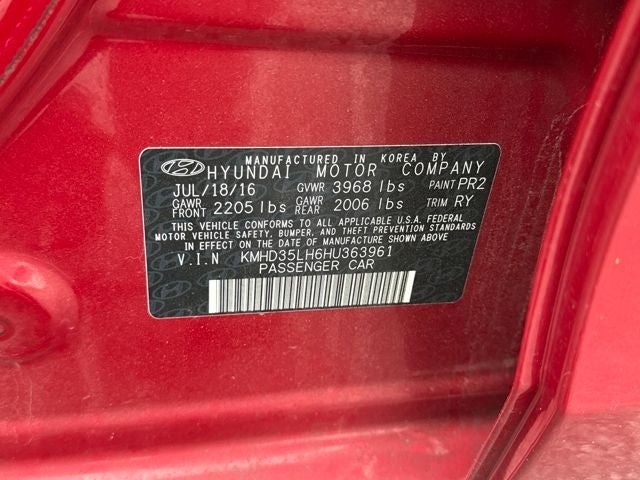 MANUFACTURED IN KOREA BY
HYUNDAI MOTOR COMPANY
JUL/18/16 GVWR 3968 lbs PAINT PR2
GAWR FRONT 2205 lbs GAWR REAR 2006 lbs TRIM RY
THIS VEHICLE CONFORMS TO ALL APPLICABLE U.S.A. FEDERAL
MOTOR VEHICLE SAFETY, BUMPER, AND THEFT PREVENTION STANDARDS
IN EFFECT ON THE DATE OF MANUFACTURE SHOWN ABOVE.
V.I.N KMHD35LH6HU363961
PASSENGER CAR